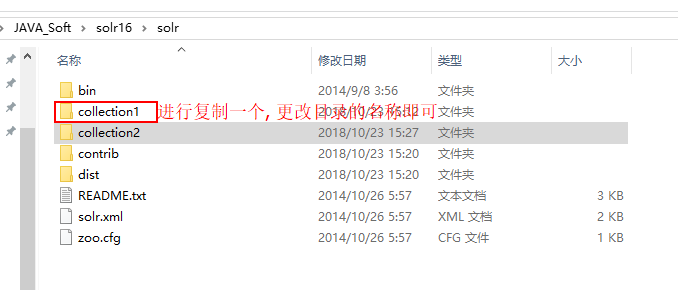 JAVA_Soft > solr16 > solr
名称 修改日期 类型 大小
bin 2014/9/8 3:56 文件夹
collection1 进行复制一个, 更改目录的名称即可 文件夹
collection2 2018/10/23 15:27 文件夹
contrib 2018/10/23 15:20 文件夹
dist 2018/10/23 15:20 文件夹
README.txt 2014/10/26 5:57 文本文档 3 KB
solr.xml 2014/10/26 5:57 XML 文档 2 KB
zoo.cfg 2014/10/26 5:57 CFG 文件 1 KB